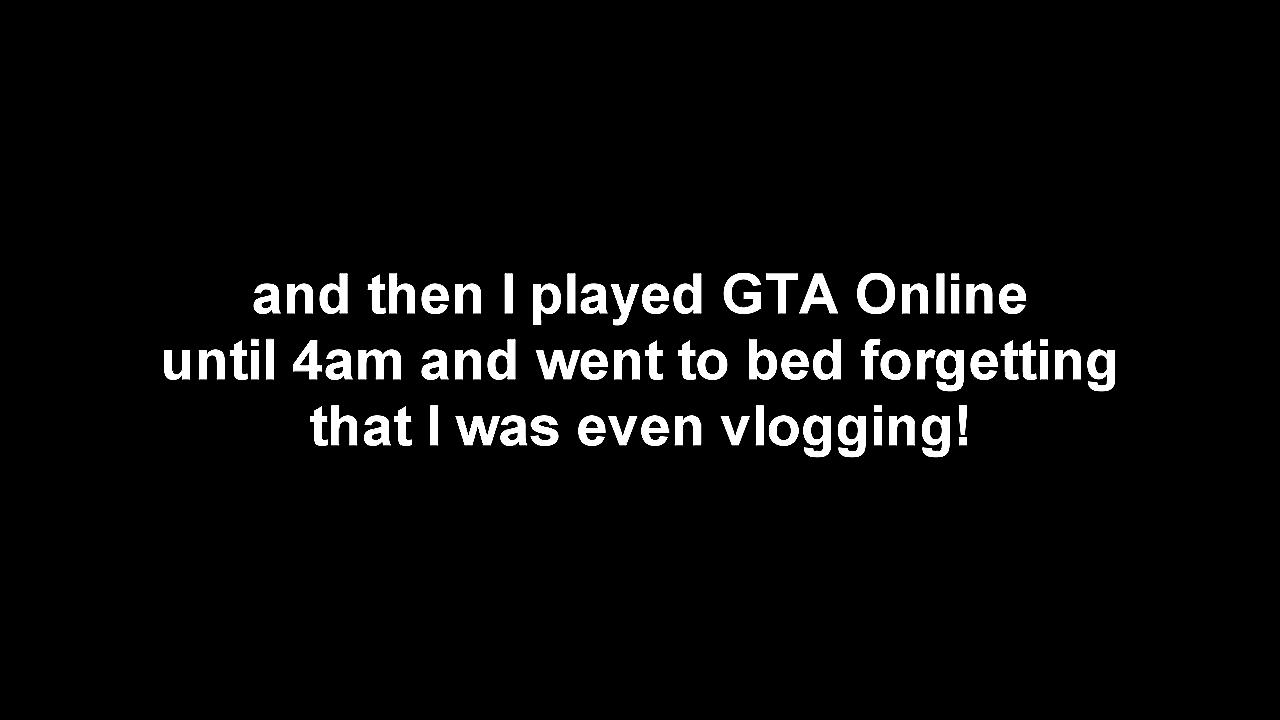 and then I played GTA Online
until 4am and went to bed forgetting
that I was even vlogging!